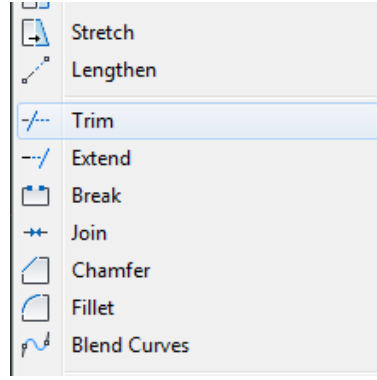 Stretch
Lengthen
Trim
Extend
Break
Join
Chamfer
Fillet
Blend Curves